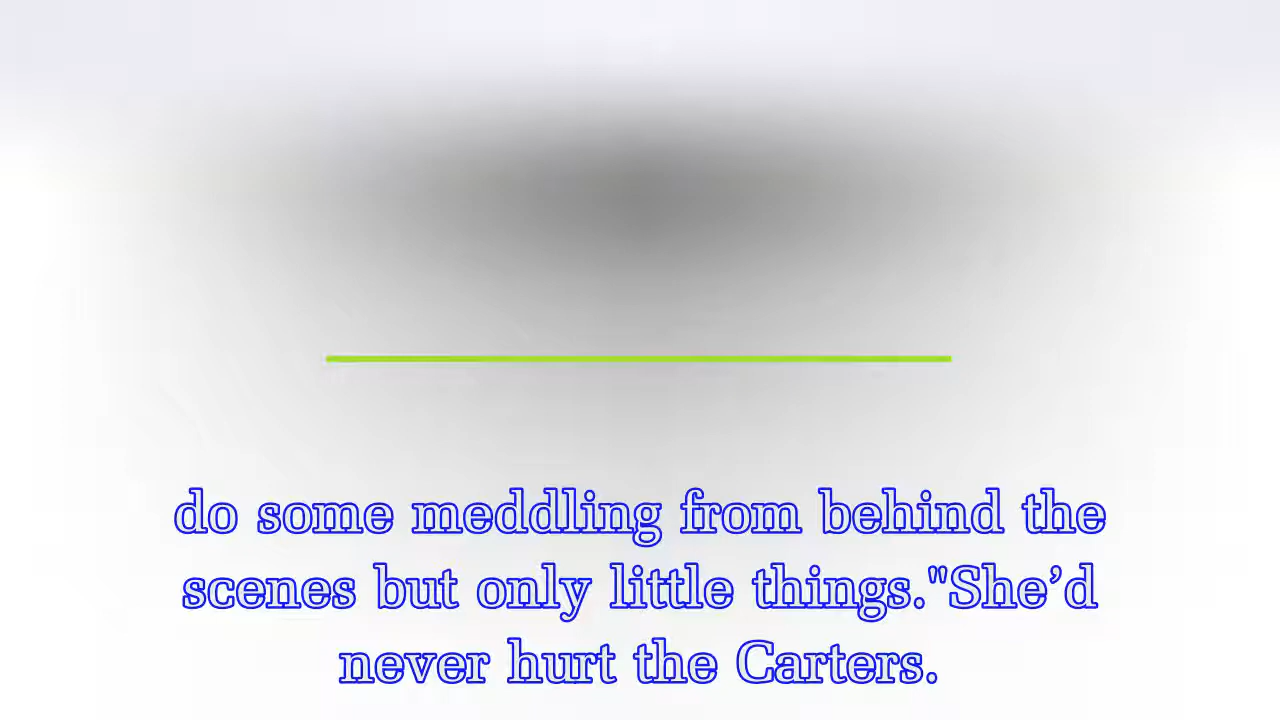 do some meddling from behind the
scenes but only little things."She’d
never hurt the Carters.